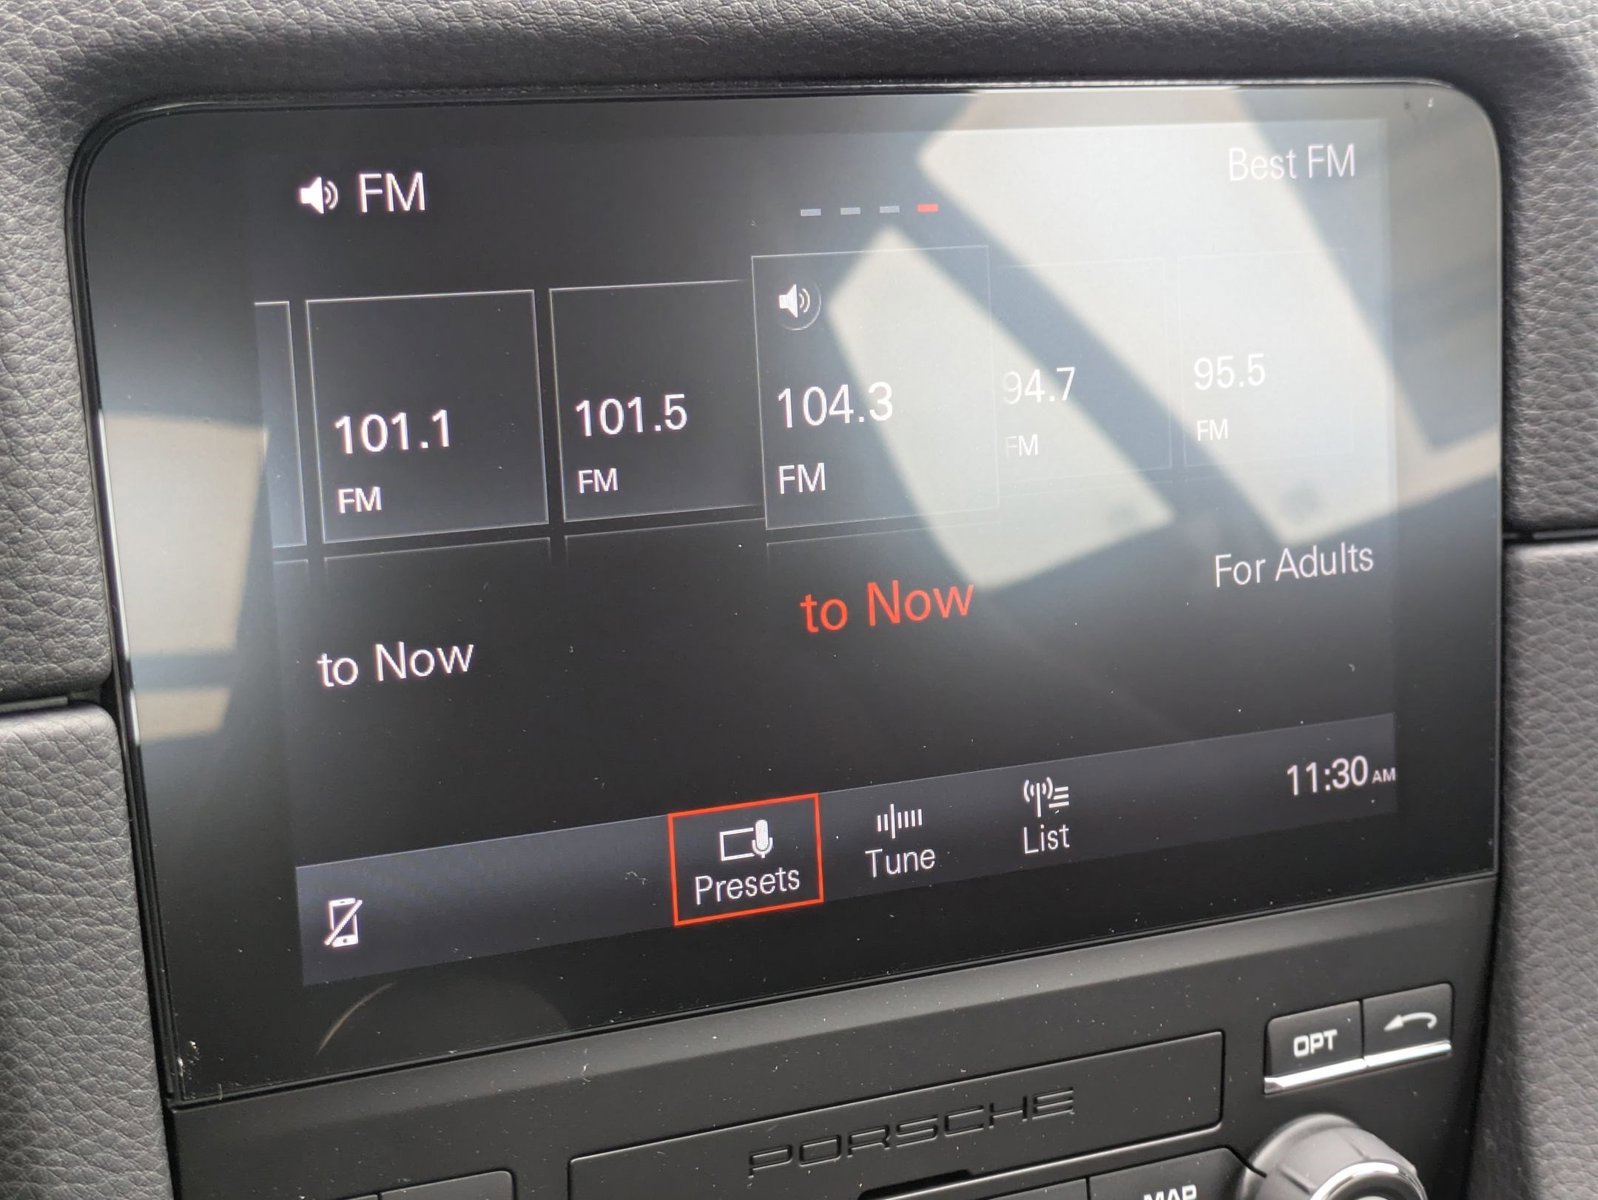 FM
Best FM
101.1
FM
101.5
FM
104.3
FM
94.7
FM
95.5
FM
to Now
to Now
For Adults
Presets
Tune
List
11:30 AM
OPT
PORSCHE
MAP